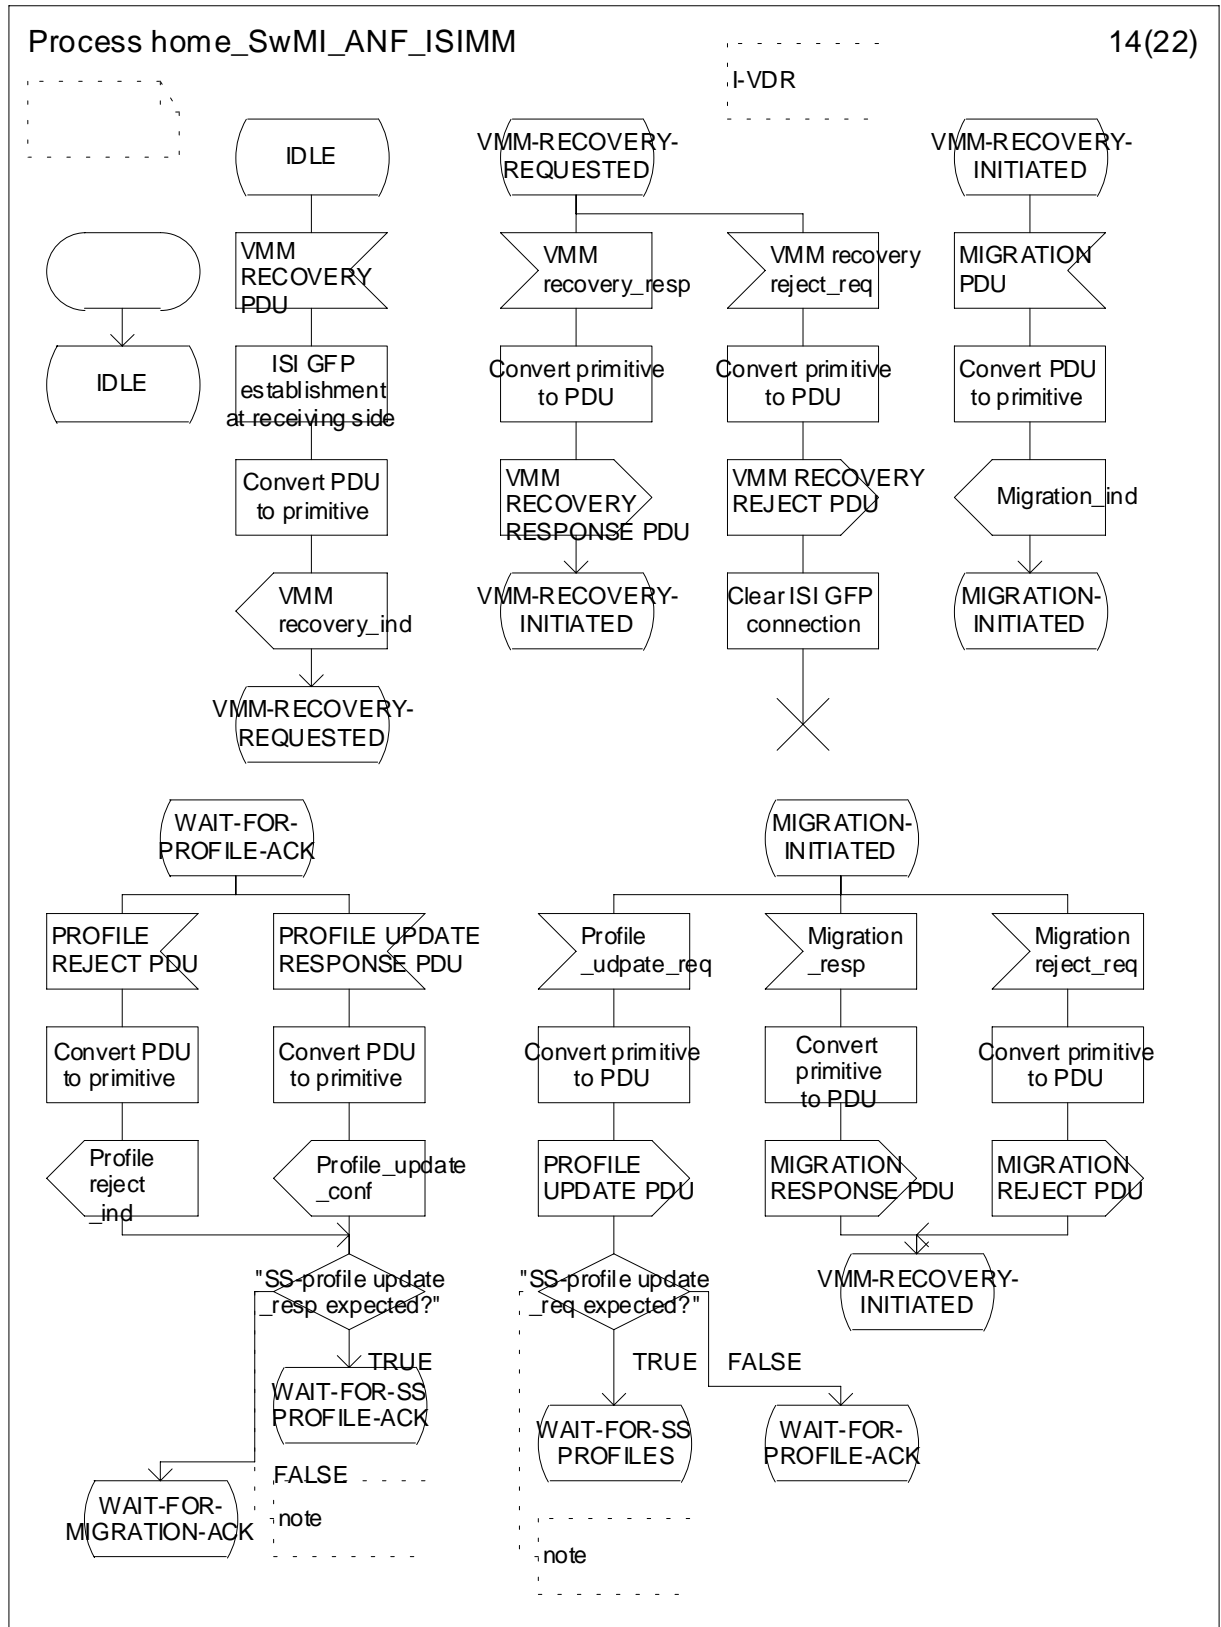 Process home_SwMI_ANF_ISIMM
14(22)
I-VDR
IDLE
VMM-RECOVERY-
REQUESTED
VMM-RECOVERY-
INITIATED
VMM
RECOVERY
PDU
VMM
recovery_resp
VMM recovery
reject_req
MIGRATION
PDU
IDLE
ISI GFP
establishment
at receiving side
Convert primitive
to PDU
Convert primitive
to PDU
Convert PDU
to primitive
Convert PDU
to primitive
VMM
RECOVERY
RESPONSE PDU
VMM RECOVERY
REJECT PDU
Migration_ind
VMM
recovery_ind
VMM-RECOVERY-
INITIATED
Clear ISI GFP
connection
MIGRATION-
INITIATED
VMM-RECOVERY-
REQUESTED
WAIT-FOR-
PROFILE-ACK
MIGRATION-
INITIATED
PROFILE
REJECT PDU
PROFILE UPDATE
RESPONSE PDU
Profile
_udpate_req
Migration
_resp
Migration
reject_req
Convert PDU
to primitive
Convert PDU
to primitive
Convert primitive
to PDU
Convert
primitive
to PDU
Convert primitive
to PDU
Profile
reject
_ind
Profile_update
_conf
PROFILE
UPDATE PDU
MIGRATION
RESPONSE PDU
MIGRATION
REJECT PDU
"SS-profile update
_resp expected?"
"SS-profile update
_req expected?"
VMM-RECOVERY-
INITIATED
TRUE
TRUE
FALSE
WAIT-FOR-SS
PROFILE-ACK
WAIT-FOR-SS
PROFILES
WAIT-FOR-
PROFILE-ACK
FALSE
WAIT-FOR-
MIGRATION-ACK
note
note